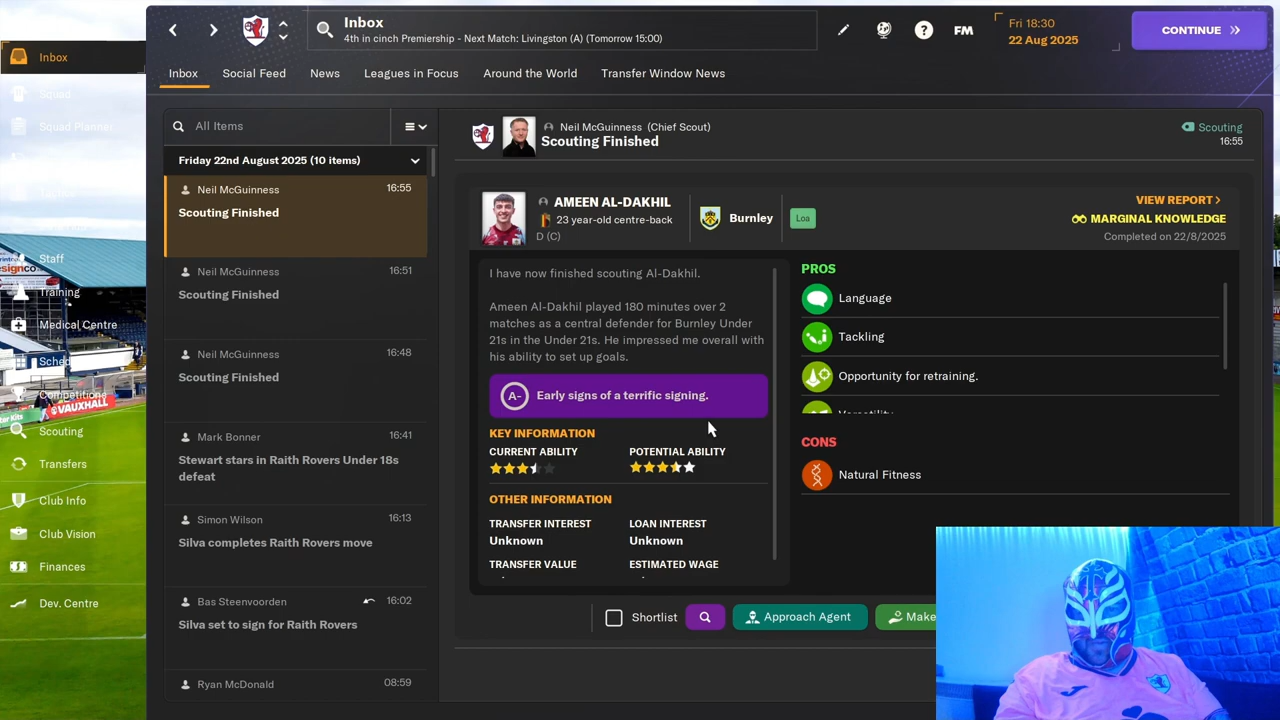 Inbox
4th in cinch Premiership - Next Match: Livingston (A) (Tomorrow 15:00)
FM
Fri 18:30
22 Aug 2025
CONTINUE
Inbox
Social Feed
News
Leagues in Focus
Around the World
Transfer Window News
Inbox
Squad
Squad Planner
Staff
Training
Medical Centre
Sched
Competitions
Scouting
Transfers
Club Info
Club Vision
Finances
Dev. Centre
VAUXHALL
All Items
Friday 22nd August 2025 (10 items)
Neil McGuinness 16:55
Scouting Finished
Neil McGuinness 16:51
Scouting Finished
Neil McGuinness 16:48
Scouting Finished
Mark Bonner 16:41
Stewart stars in Raith Rovers Under 18s
defeat
Simon Wilson 16:13
Silva completes Raith Rovers move
Bas Steenvoorden 16:02
Silva set to sign for Raith Rovers
Ryan McDonald 08:59
Neil McGuinness (Chief Scout)
Scouting Finished
Scouting
16:55
AMEEN AL-DAKHIL
23 year-old centre-back
D (C)
Burnley
Loa
VIEW REPORT >
MARGINAL KNOWLEDGE
Completed on 22/8/2025
I have now finished scouting Al-Dakhil.
Ameen Al-Dakhil played 180 minutes over 2
matches as a central defender for Burnley Under
21s in the Under 21s. He impressed me overall with
his ability to set up goals.
A- Early signs of a terrific signing.
KEY INFORMATION
CURRENT ABILITY
POTENTIAL ABILITY
OTHER INFORMATION
TRANSFER INTEREST
Unknown
LOAN INTEREST
Unknown
TRANSFER VALUE
ESTIMATED WAGE
PROS
Language
Tackling
Opportunity for retraining.
Versatility
CONS
Natural Fitness
Shortlist
Approach Agent
Make